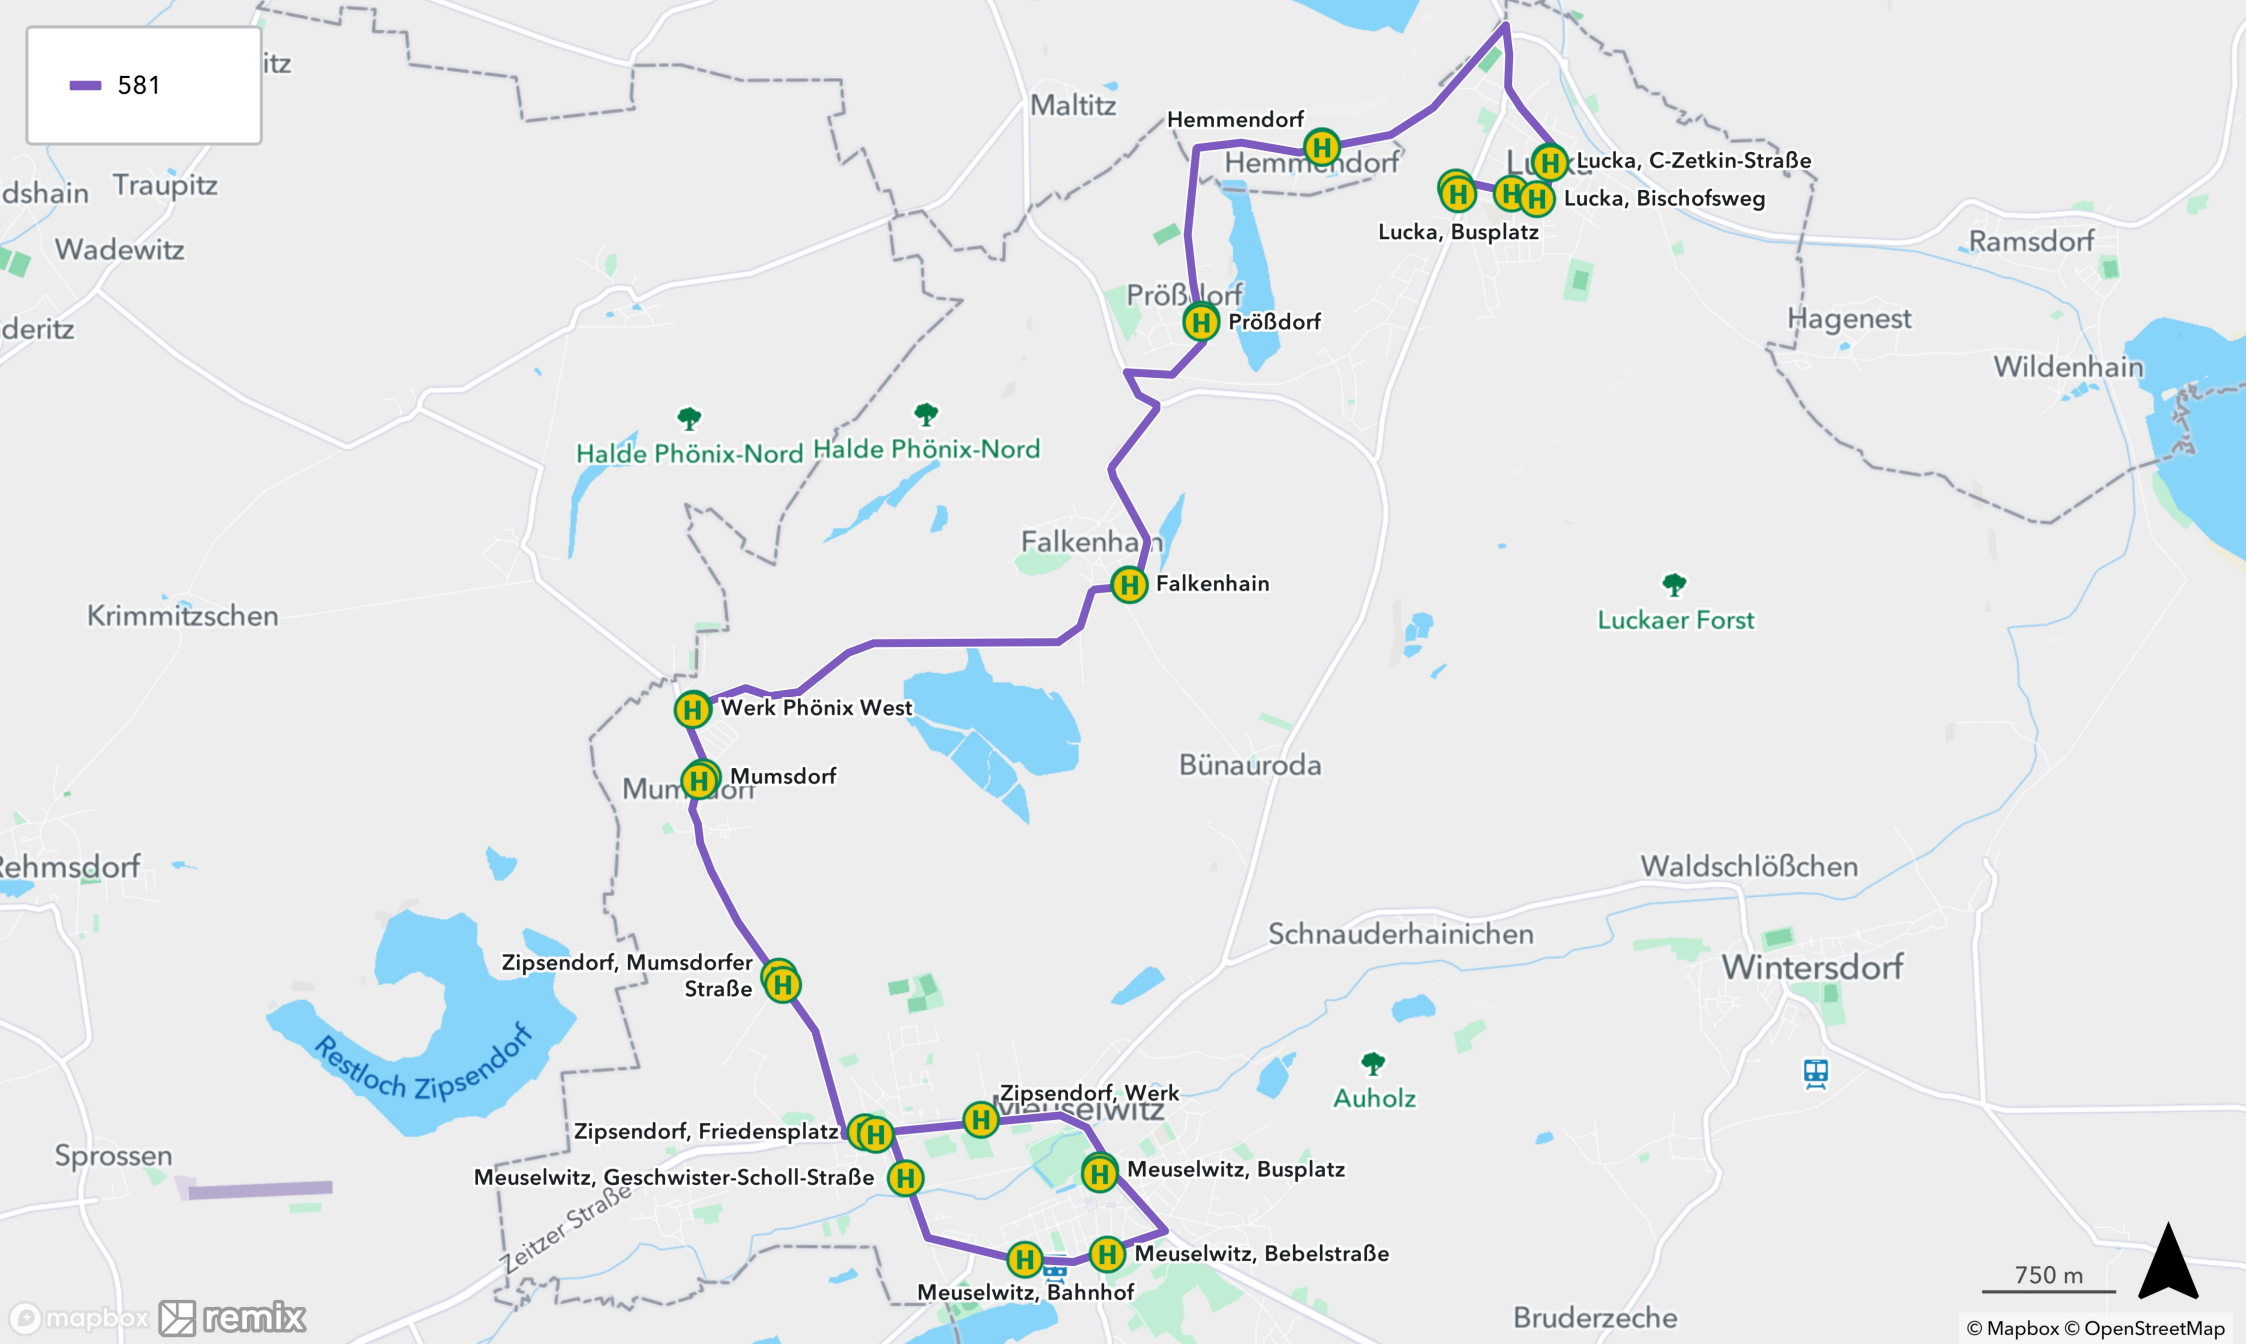 581
itz
Maltitz
Hemmendorf
Hemmendorf
Lucka, C-Zetkin-Straße
dshain
Traupitz
Lucka, Bischofsweg
Lucka, Busplatz
Wadewitz
Ramsdorf
Prößdorf
Prößdorf
Hagenest
deritz
Wildenhain
Halde Phönix-Nord
Halde Phönix-Nord
Falkenhain
Falkenhain
Krimmitzschen
Luckaer Forst
Werk Phönix West
Bünauroda
Mumsdorf
Mumsdorf
Rehmsdorf
Waldschlößchen
Schnauderhainichen
Zipsendorf, Mumsdorfer
Straße
Wintersdorf
Restloch Zipsendorf
Zipsendorf, Werk
Meuselwitz
Auholz
Zipsendorf, Friedensplatz
Sprossen
Meuselwitz, Geschwister-Scholl-Straße
Meuselwitz, Busplatz
Zeitzer Straße
Meuselwitz, Bebelstraße
Meuselwitz, Bahnhof
750 m
Bruderzeche
mapbox
remix
© Mapbox © OpenStreetMap